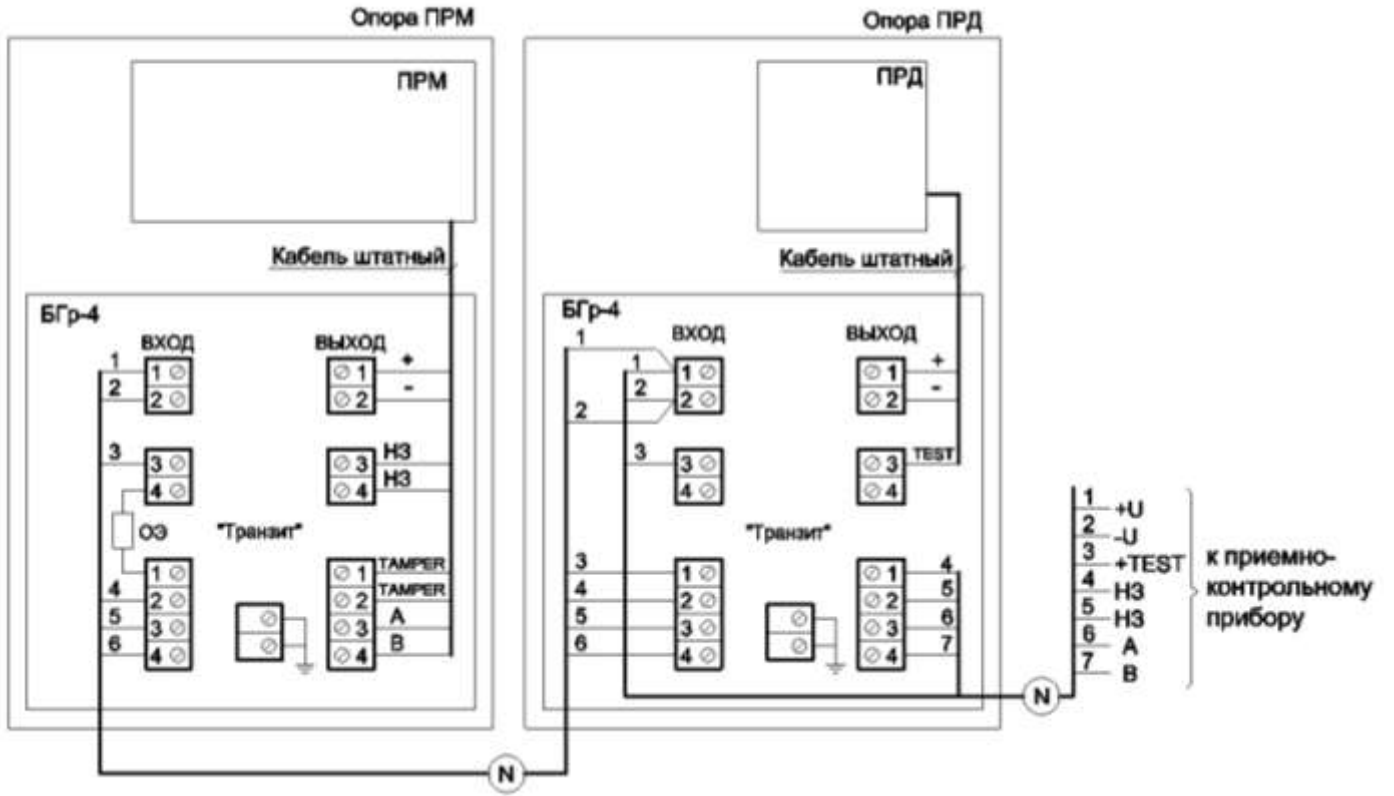 Опора ПРМ
ПРМ
Кабель штатный
БГр-4
ВХОД
ВЫХОД
1 1 1 +
2 2 2 -
3 3 3 НЗ
4 4 НЗ
ОЭ "Транзит"
1 1 TAMPER
4 2 2 TAMPER
5 3 3 A
6 4 4 B
Опора ПРД
ПРД
Кабель штатный
БГр-4
1 ВХОД ВЫХОД
1 1 1 +
2 2 2 -
2
3 3 3 TEST
4 4
"Транзит"
3 1 1 4
4 2 2 5
5 3 3 6
6 4 4 7
N
N
1 +U
2 -U
3 +TEST
4 НЗ
5 НЗ
6 A
7 B
к приемно-
контрольному
прибору